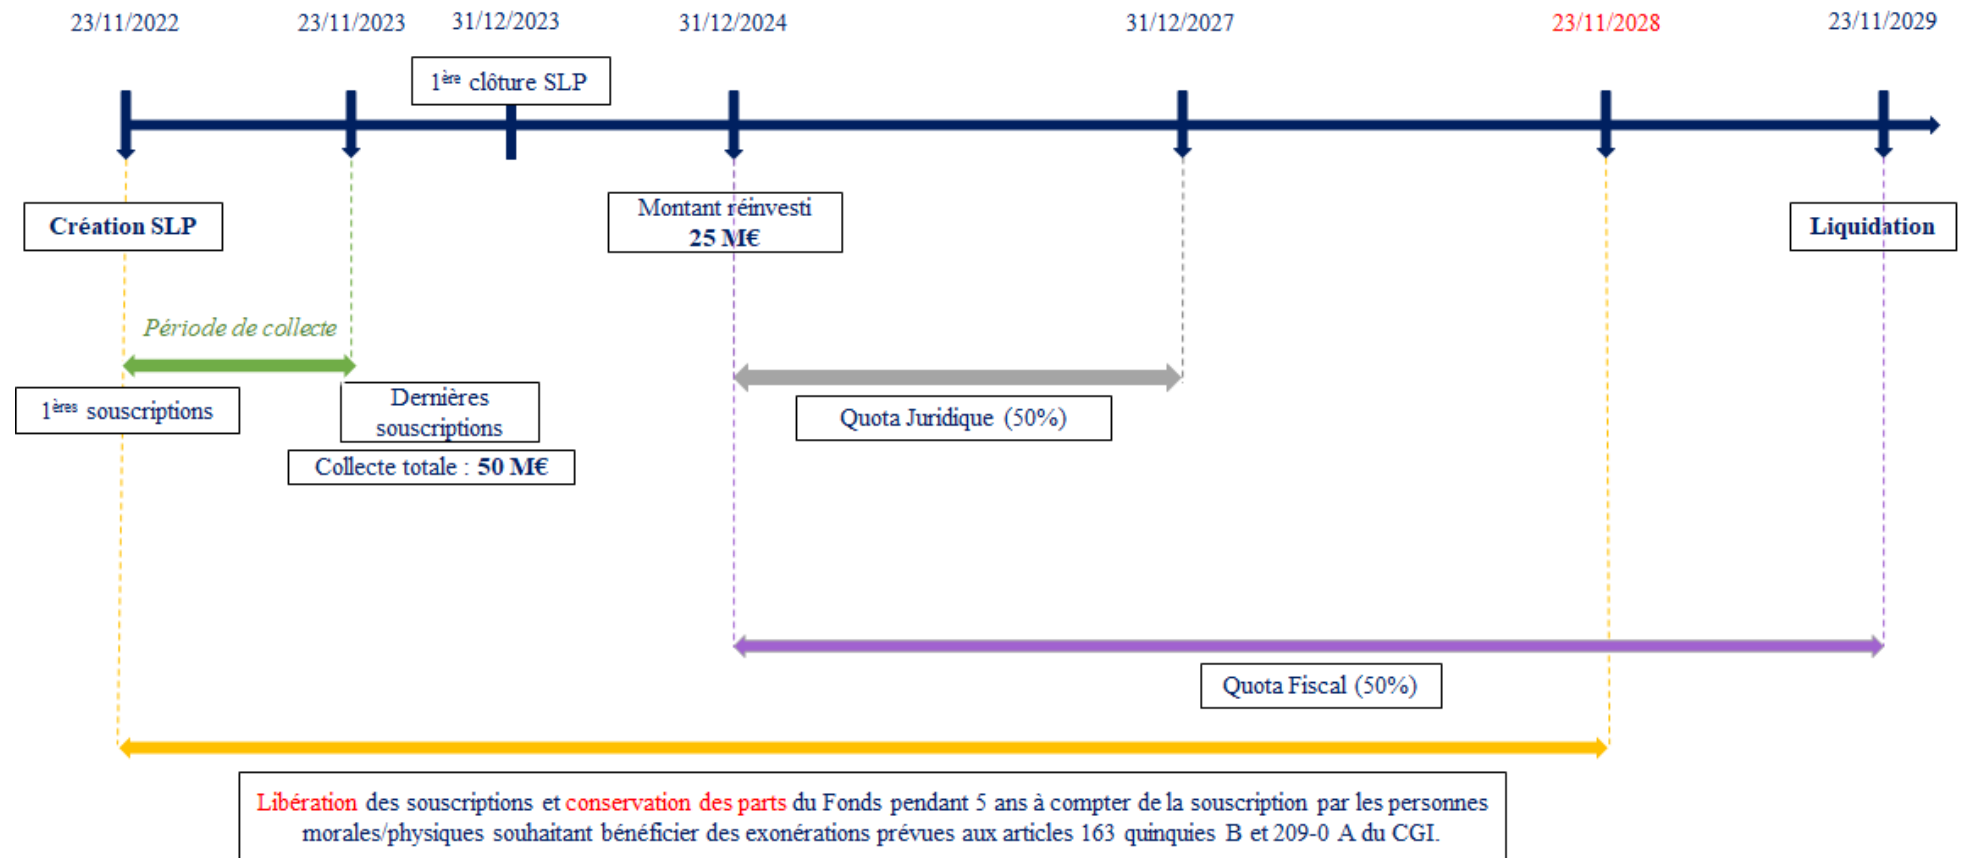 23/11/2022 23/11/2023 31/12/2023 31/12/2024 31/12/2027 23/11/2028 23/11/2029
1ère clôture SLP
Création SLP
Montant réinvesti
25 M€
Liquidation
Période de collecte
1ères souscriptions
Dernières
souscriptions
Collecte totale : 50 M€
Quota Juridique (50%)
Quota Fiscal (50%)
Libération des souscriptions et conservation des parts du Fonds pendant 5 ans à compter de la souscription par les personnes
morales/physiques souhaitant bénéficier des exonérations prévues aux articles 163 quinquies B et 209-0 A du CGI.